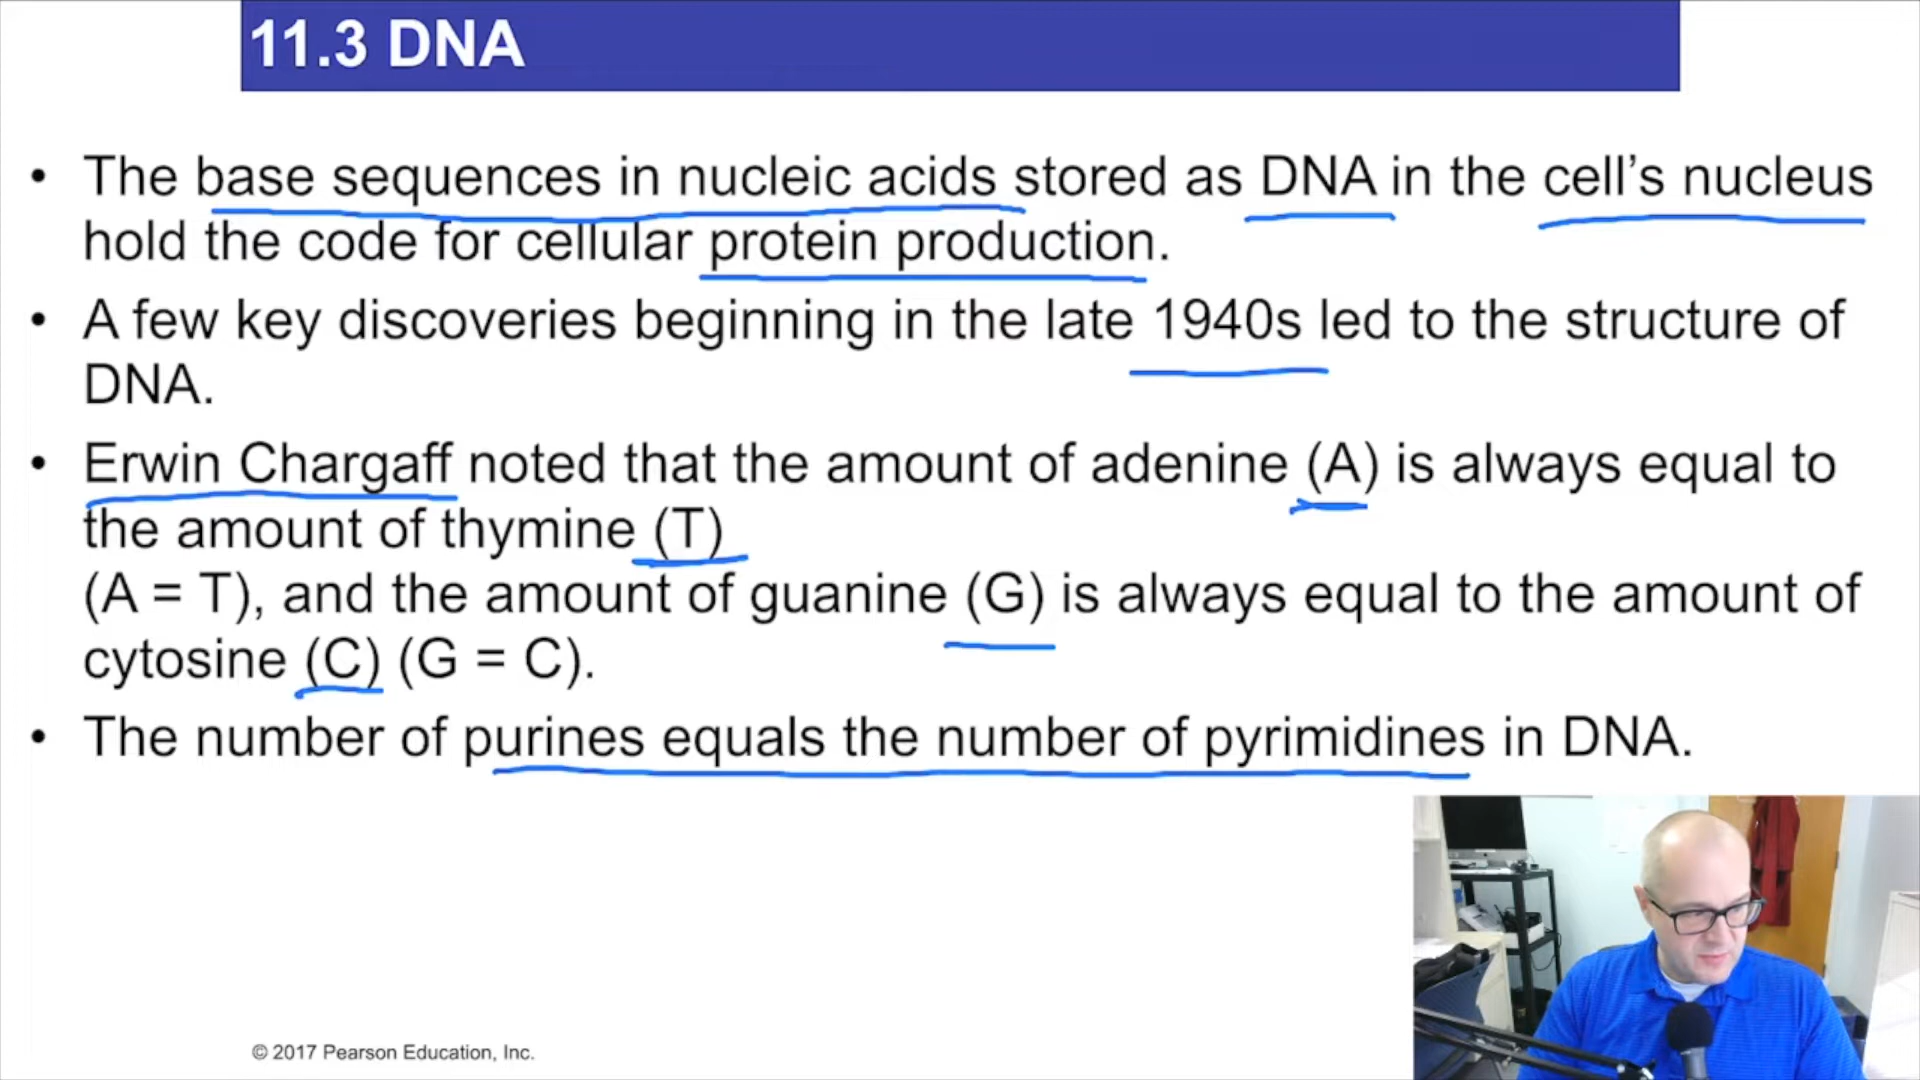 11.3 DNA
• The base sequences in nucleic acids stored as DNA in the cell’s nucleus
hold the code for cellular protein production.
• A few key discoveries beginning in the late 1940s led to the structure of
DNA.
• Erwin Chargaff noted that the amount of adenine (A) is always equal to
the amount of thymine (T)
(A = T), and the amount of guanine (G) is always equal to the amount of
cytosine (C) (G = C).
• The number of purines equals the number of pyrimidines in DNA.
© 2017 Pearson Education, Inc.